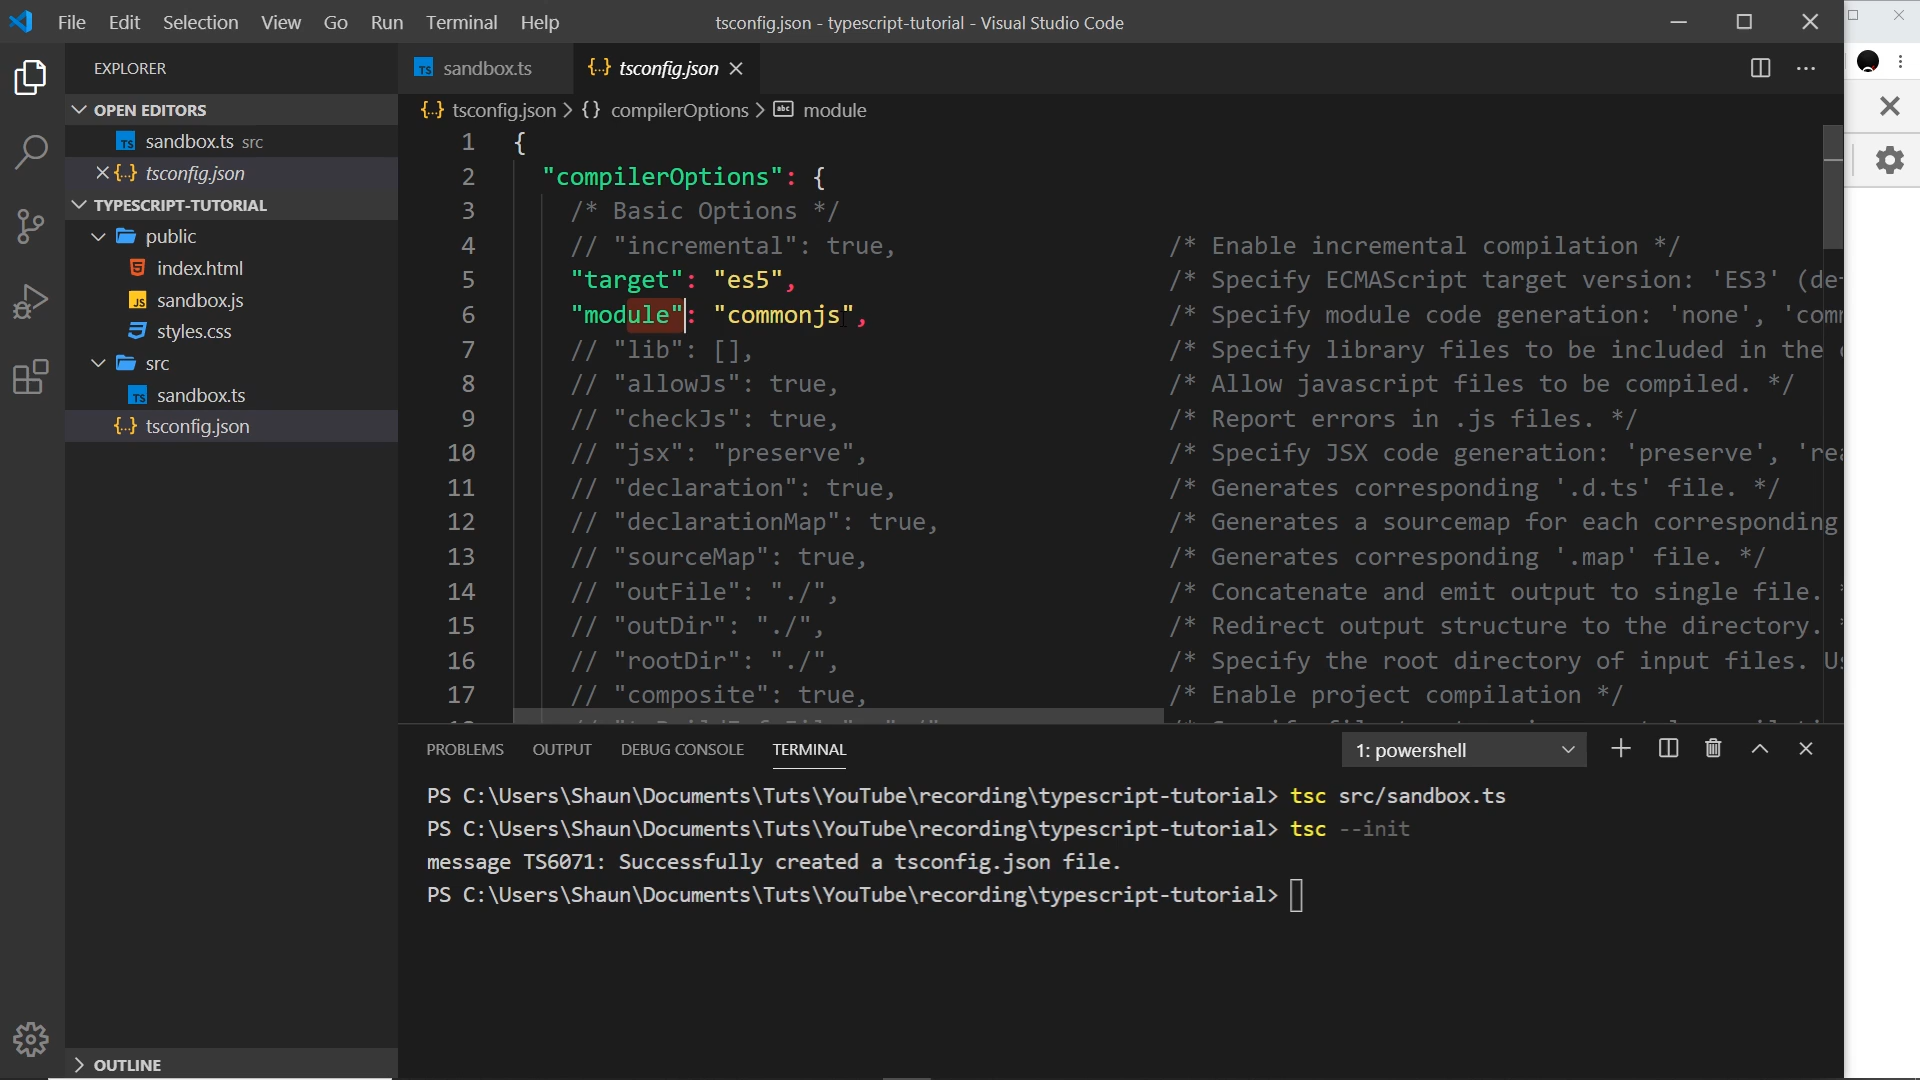 File Edit Selection View Go Run Terminal Help
tsconfig.json - typescript-tutorial - Visual Studio Code
EXPLORER
OPEN EDITORS
sandbox.ts src
tsconfig.json
TYPESCRIPT-TUTORIAL
public
index.html
sandbox.js
styles.css
src
sandbox.ts
tsconfig.json
OUTLINE
sandbox.ts
tsconfig.json
tsconfig.json > {} compilerOptions > module
1 {
2 "compilerOptions": {
3 /* Basic Options */
4 // "incremental": true, /* Enable incremental compilation */
5 "target": "es5", /* Specify ECMAScript target version: 'ES3' (de
6 "module": "commonjs", /* Specify module code generation: 'none', 'com
7 // "lib": [], /* Specify library files to be included in the
8 // "allowJs": true, /* Allow javascript files to be compiled. */
9 // "checkJs": true, /* Report errors in .js files. */
10 // "jsx": "preserve", /* Specify JSX code generation: 'preserve', 're
11 // "declaration": true, /* Generates corresponding '.d.ts' file. */
12 // "declarationMap": true, /* Generates a sourcemap for each corresponding
13 // "sourceMap": true, /* Generates corresponding '.map' file. */
14 // "outFile": "./", /* Concatenate and emit output to single file.
15 // "outDir": "./", /* Redirect output structure to the directory.
16 // "rootDir": "./", /* Specify the root directory of input files.
17 // "composite": true, /* Enable project compilation */
PROBLEMS OUTPUT DEBUG CONSOLE TERMINAL
1: powershell
PS C:\Users\Shaun\Documents\Tuts\YouTube\recording\typescript-tutorial> tsc src/sandbox.ts
PS C:\Users\Shaun\Documents\Tuts\YouTube\recording\typescript-tutorial> tsc --init
message TS6071: Successfully created a tsconfig.json file.
PS C:\Users\Shaun\Documents\Tuts\YouTube\recording\typescript-tutorial>